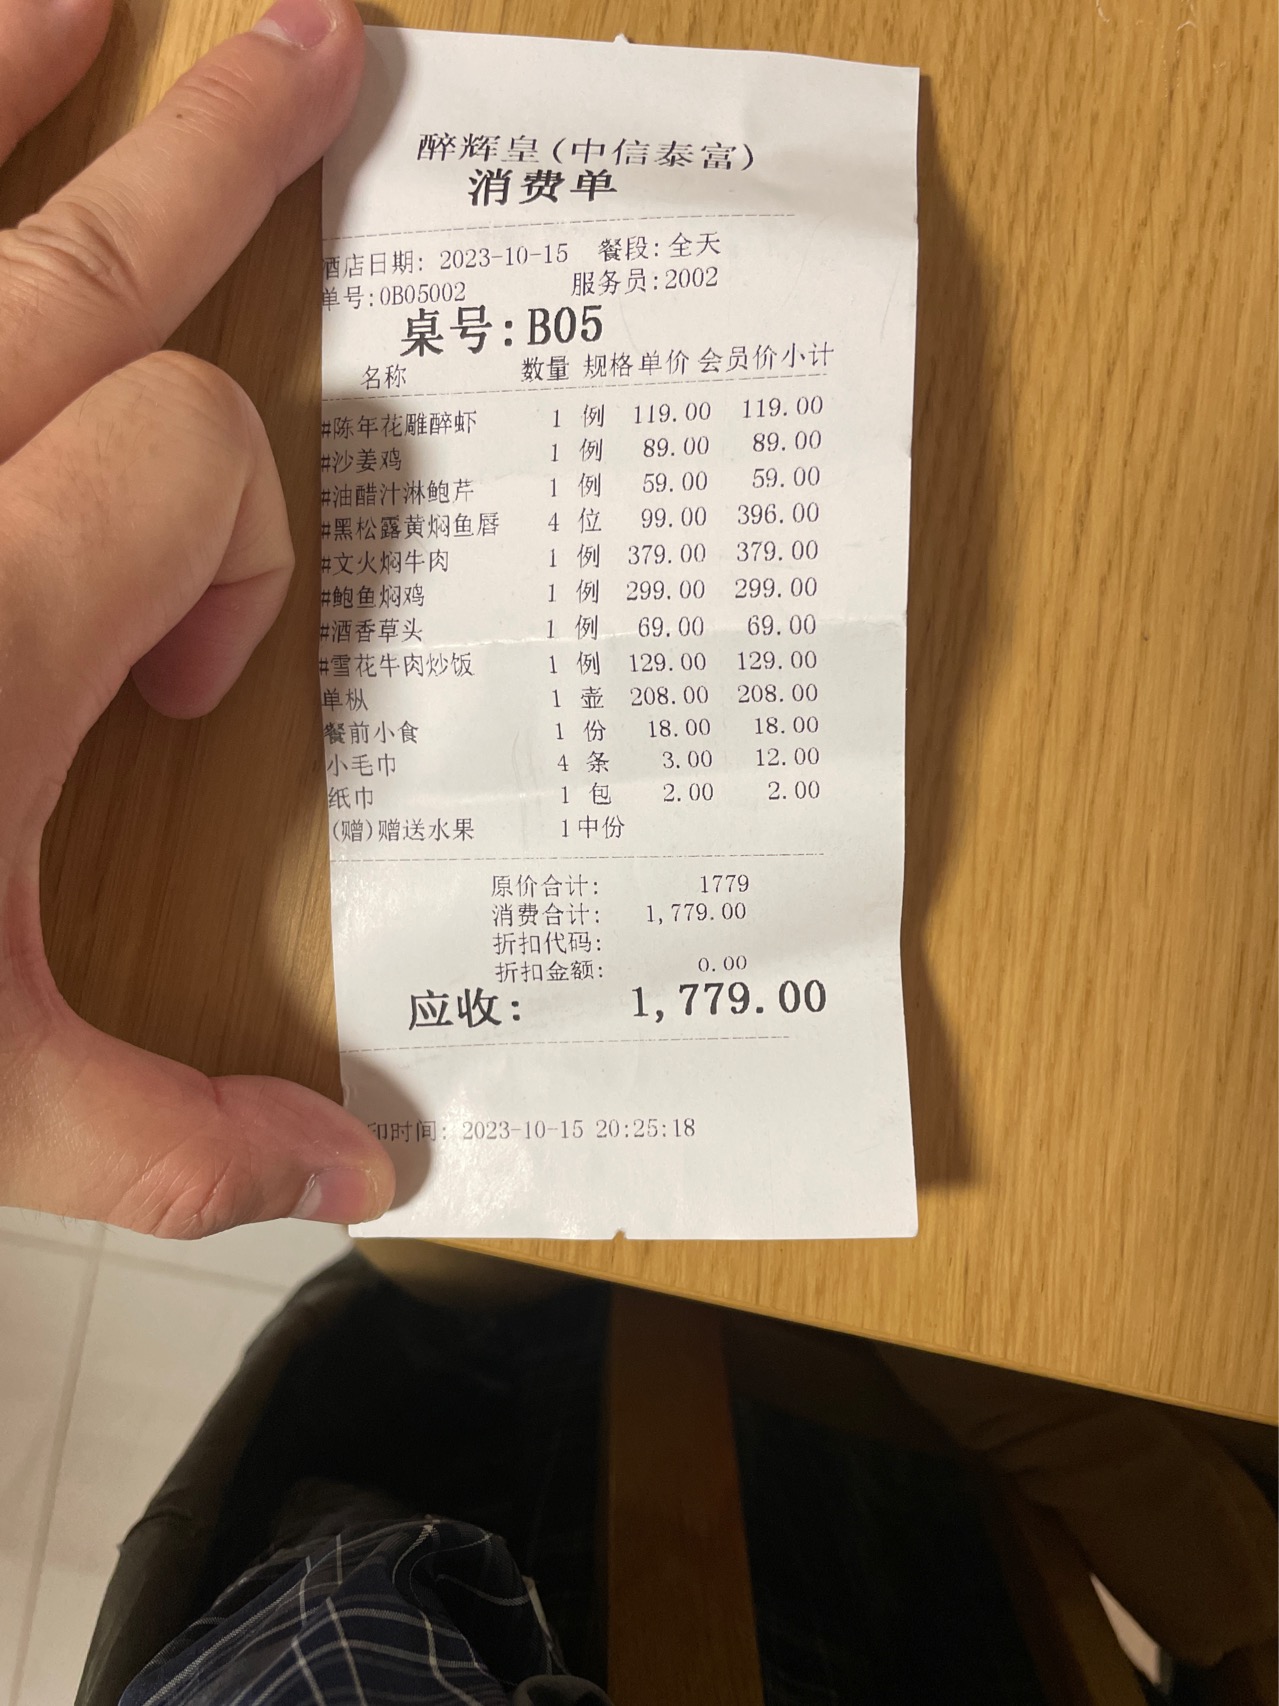 醉辉皇(中信泰富)
消费单
酒店日期: 2023-10-15 餐段: 全天
单号:0B05002 服务员:2002
桌号:B05
名称 数量 规格 单价 会员价 小计
#陈年花雕醉虾 1 例 119.00 119.00
#沙姜鸡 1 例 89.00 89.00
#油醋汁淋鲍芹 1 例 59.00 59.00
#黑松露黄焖鱼唇 4 位 99.00 396.00
#文火焖牛肉 1 例 379.00 379.00
#鲍鱼焖鸡 1 例 299.00 299.00
#酒香草头 1 例 69.00 69.00
#雪花牛肉炒饭 1 例 129.00 129.00
单枞 1 壶 208.00 208.00
餐前小食 1 份 18.00 18.00
小毛巾 4 条 3.00 12.00
纸巾 1 包 2.00 2.00
(赠)赠送水果 1 中份
原价合计: 1779
消费合计: 1,779.00
折扣代码:
折扣金额: 0.00
应收: 1,779.00
印时间: 2023-10-15 20:25:18